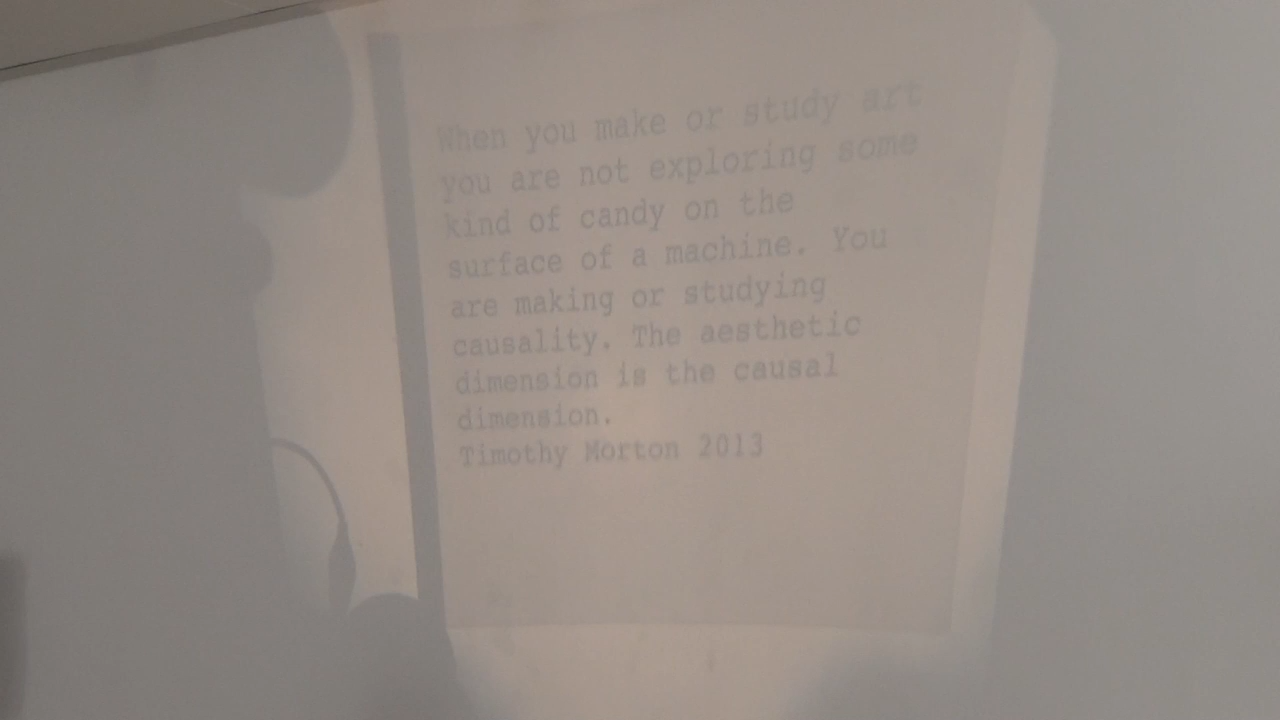 When you make or study art
you are not exploring some
kind of candy on the
surface of a machine. You
are making or studying
causality. The aesthetic
dimension is the causal
dimension.
Timothy Morton 2013